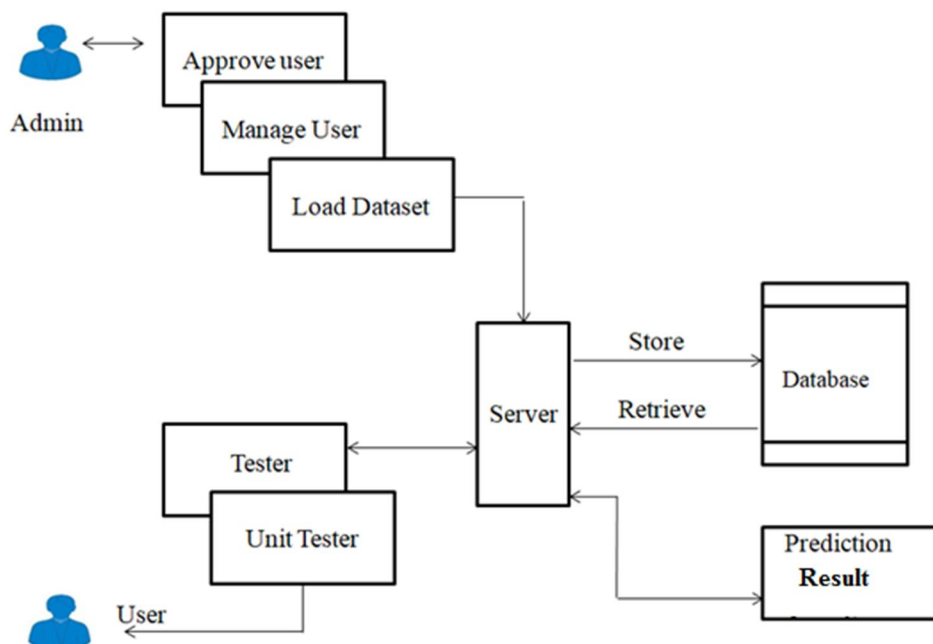 Approve user
Admin
Manage User
Load Dataset
Store
Database
Retrieve
Server
Tester
Unit Tester
Prediction
Result
User